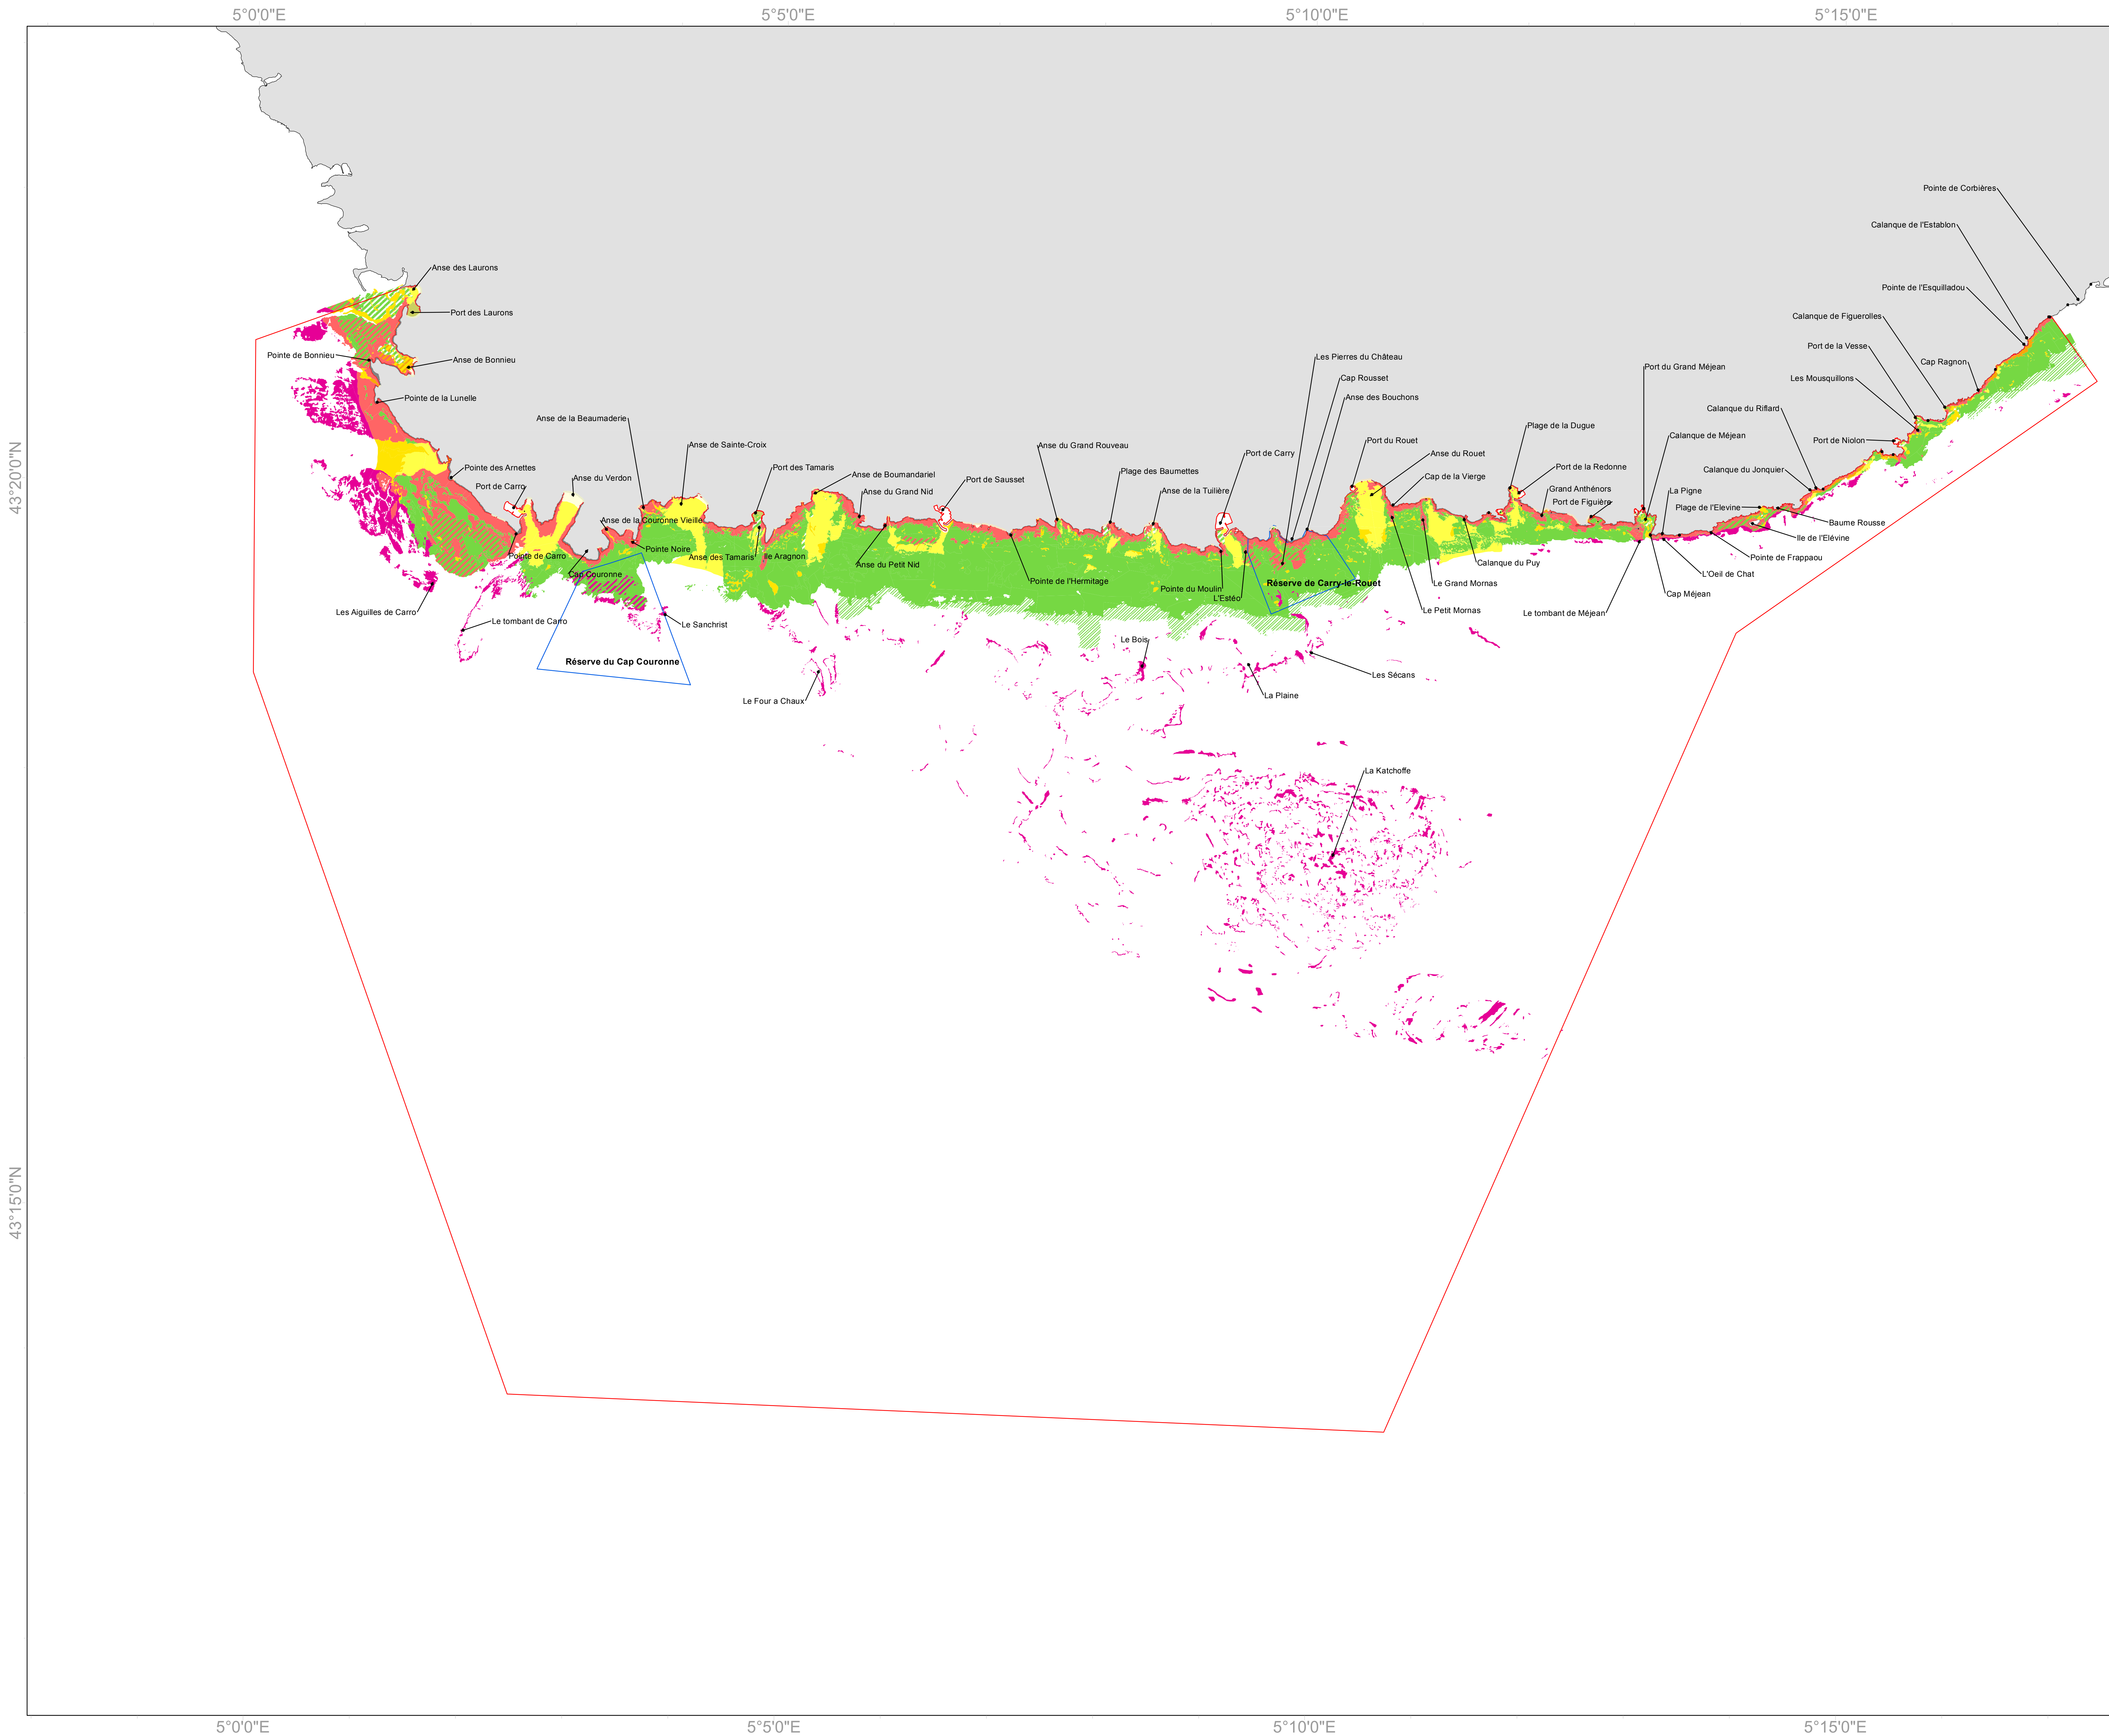 5°0'0"E
5°5'0"E
5°10'0"E
5°15'0"E
Pointe de Corbières
Calanque de l'Establon
Anse des Laurons
Pointe de l'Esquilladou
Port des Laurons
Calanque de Figuerolles
Port de la Vesse
Pointe de Bonnieu
Anse de Bonnieu
Les Pierres du Château
Cap Ragnon
Port du Grand Méjean
Cap Rousset
Les Mousquillons
Pointe de la Lunelle
Anse des Bouchons
Calanque du Riflard
Anse de la Beaumaderie
Plage de la Dugue
Calanque de Méjean
Port de Niolon
Anse de Sainte-Croix
Anse du Grand Rouveau
Port du Rouet
Port de Carry
Anse du Rouet
43°20'0"N
Pointe des Arnettes
Port des Tamaris
Plage des Baumettes
Port de la Redonne
Calanque du Jonquier
Anse du Verdon
Anse de Boumandariel
Cap de la Vierge
Port de Sausset
Port de Carro
Anse du Grand Nid
Anse de la Tuilière
Grand Anthénors
La Pigne
Port de Figuière
Plage de l'Elevine
Anse de la Couronne Vieille
Baume Rousse
Ile de l'Elévine
Pointe Noire
Pointe de Carro
Anse des Tamaris
Ile Aragnon
Pointe de Frappaou
Anse du Petit Nid
Calanque du Puy
Cap Couronne
L'Oeil de Chat
Pointe de l'Hermitage
Réserve de Carry-le-Rouet
Le Grand Mornas
Pointe du Moulin
Cap Méjean
L'Estéo
Les Aiguilles de Carro
Le Petit Mornas
Le tombant de Méjean
Le tombant de Carro
Le Sanchrist
Le Bois
Réserve du Cap Couronne
Les Sécans
La Plaine
Le Four a Chaux
La Katchoffe
43°15'0"N
5°0'0"E
5°5'0"E
5°10'0"E
5°15'0"E